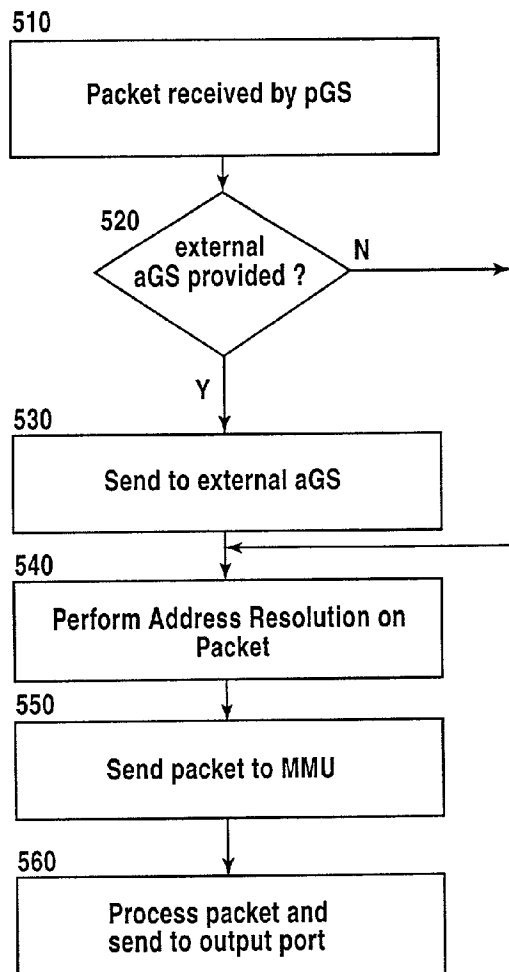 510
Packet received by pGS
520
external
aGS provided ?
N
Y
530
Send to external aGS
540
Perform Address Resolution on
Packet
550
Send packet to MMU
560
Process packet and
send to output port